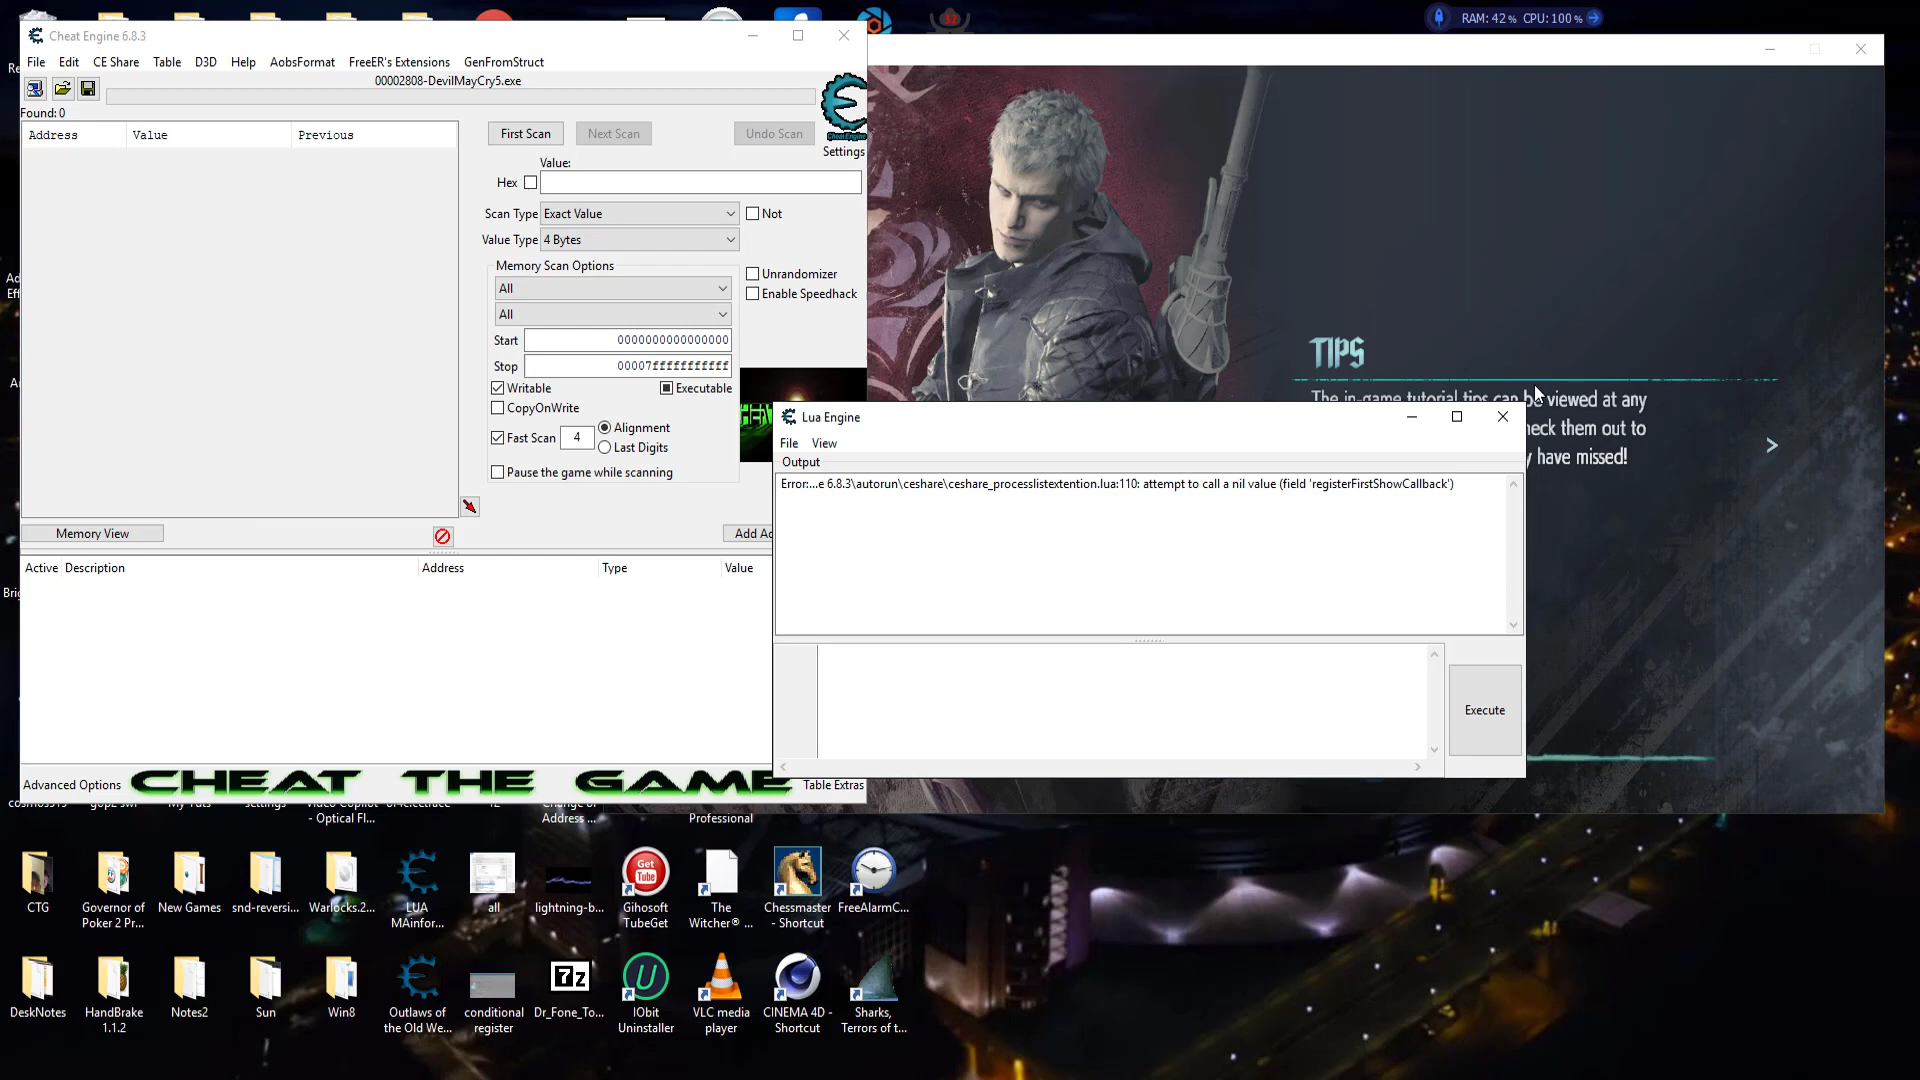 RAM: 42% CPU: 100%
Cheat Engine 6.8.3
File Edit CE Share Table D3D Help AobsFormat FreeER's Extensions GenFromStruct
00002808-DevilMayCry5.exe
Found: 0
Address Value Previous
First Scan Next Scan Undo Scan
Settings
Value:
Hex
Scan Type Exact Value Not
Value Type 4 Bytes
Memory Scan Options
All
All
Unrandomizer
Enable Speedhack
Start 0000000000000000
Stop 00007fffffffffff
Writable Executable
CopyOnWrite
Fast Scan 4 Alignment
Last Digits
Pause the game while scanning
Memory View
Add Ad
Active Description Address Type Value
Advanced Options CHEAT THE GAME Table Extras
TIPS
The in-game tutorial tips can be viewed at any
heck them out to
have missed!
Lua Engine
File View
Output
Error:...e 6.8.3\autorun\ceshare\ceshare_processlistextention.lua:110: attempt to call a nil value (field 'registerFirstShowCallback')
Execute
- Optical Fl...
Address ...
Professional
CTG
Governor of
Poker 2 Pr...
New Games
snd-reversi...
Warlocks.2...
LUA
MAinfor...
all
lightning-b...
Get
Tube
Gihosoft
TubeGet
The
Witcher® ...
Chessmaster
- Shortcut
FreeAlarmC...
DeskNotes
HandBrake
1.1.2
Notes2
Sun
Win8
Outlaws of
the Old We...
conditional
register
7z
Dr_Fone_To...
IObit
Uninstaller
VLC media
player
CINEMA 4D -
Shortcut
Sharks,
Terrors of t...